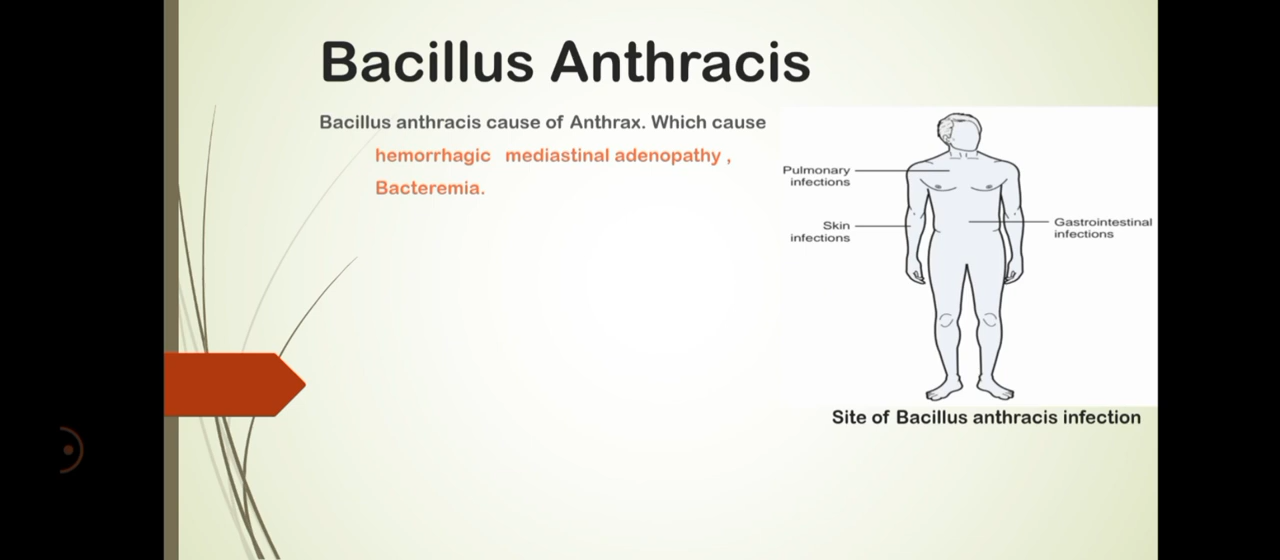 Bacillus Anthracis
Bacillus anthracis cause of Anthrax. Which cause
hemorrhagic mediastinal adenopathy ,
Bacteremia.
Pulmonary
infections
Skin
infections
Gastrointestinal
infections
Site of Bacillus anthracis infection